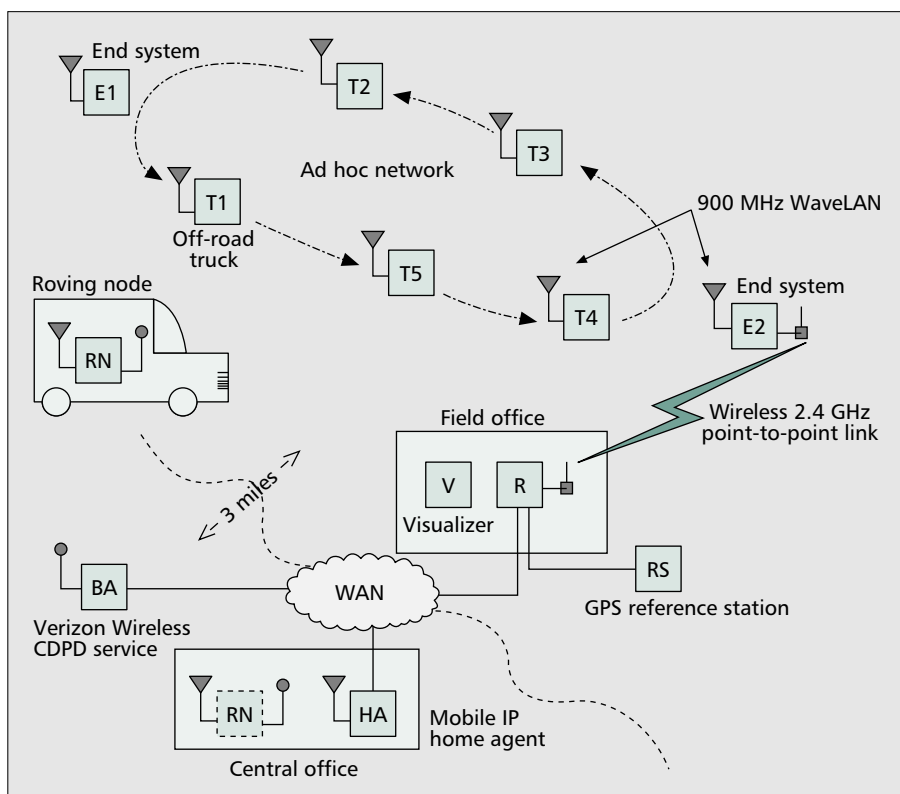 End system
E1
T2
T3
Ad hoc network
T1
900 MHz WaveLAN
Off-road
truck
T5
Roving node
T4
End system
E2
RN
Wireless 2.4 GHz
point-to-point link
Field office
V
R
Visualizer
3 miles
RS
GPS reference station
BA
WAN
Verizon Wireless
CDPD service
RN
HA
Mobile IP
home agent
Central office